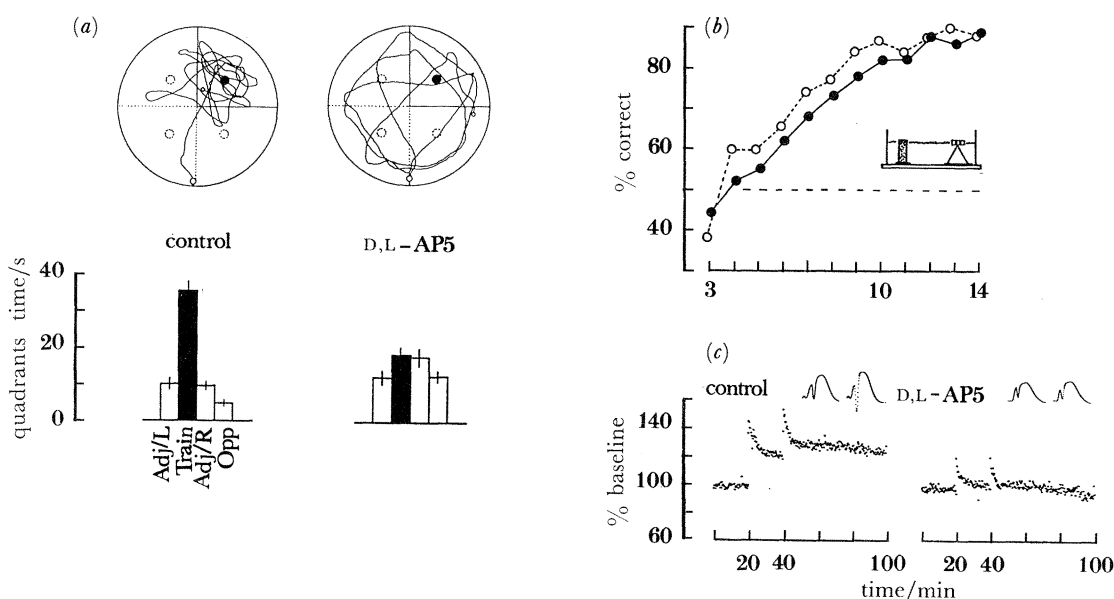 (a)
control
D,L–AP5
quadrants time/s
40
20
0
Adj/L
Train
Adj/R
Opp
(b)
% correct
80
60
40
3
10
14
(c)
control
D,L–AP5
% baseline
140
100
60
20
40
100
20
40
100
time/min